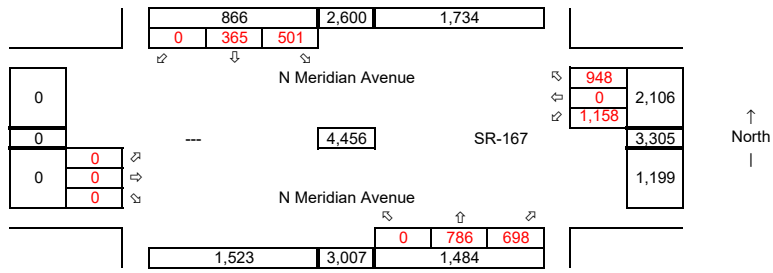 866 2,600 1,734
0 365 501
⬃ ⇩ ⬂
N Meridian Avenue
⬁ 948
0 ⇦ 0 2,106
⬃ 1,158
↑
0 --- 4,456 SR-167 3,305 North
|
0 ⬀
0 0 ⇨ 1,199
0 ⬂
N Meridian Avenue
⬁ ⇧ ⬀
0 786 698
1,523 3,007 1,484